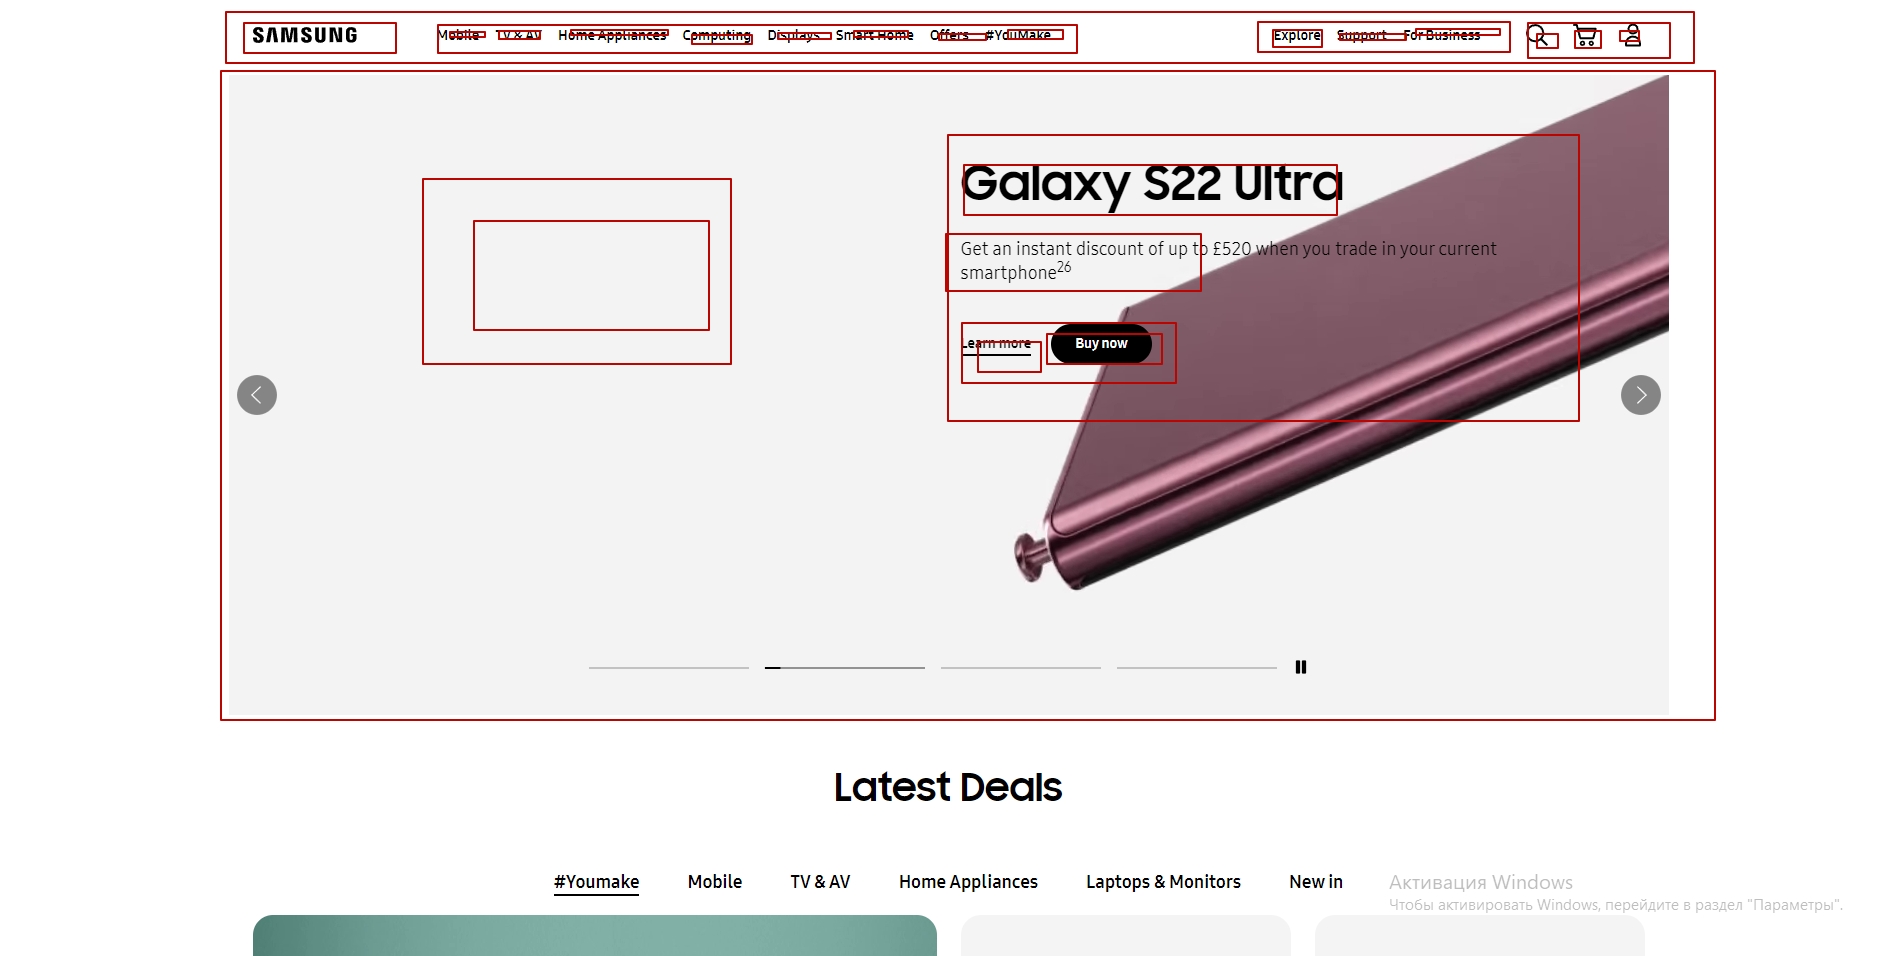 SAMSUNG Mobile TV & AV Home Appliances Computing Displays Smart Home Offers #YouMake Explore Support For Business
Galaxy S22 Ultra
Get an instant discount of up to £520 when you trade in your current
smartphone26
Learn more Buy now
Latest Deals
#Youmake Mobile TV & AV Home Appliances Laptops & Monitors New in
Активация Windows
Чтобы активировать Windows, перейдите в раздел "Параметры".